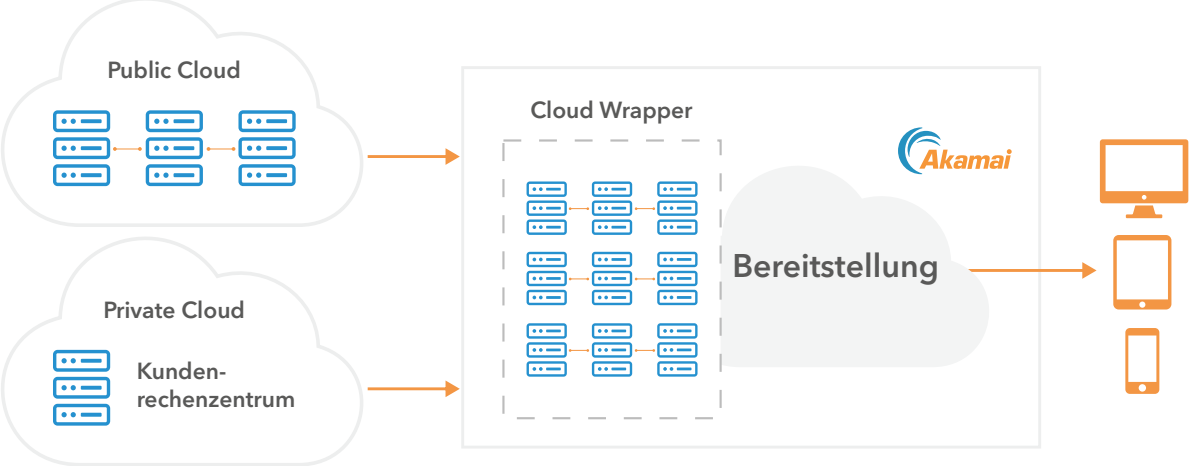 Public Cloud
Cloud Wrapper
Akamai
Bereitstellung
Private Cloud
Kunden-
rechenzentrum